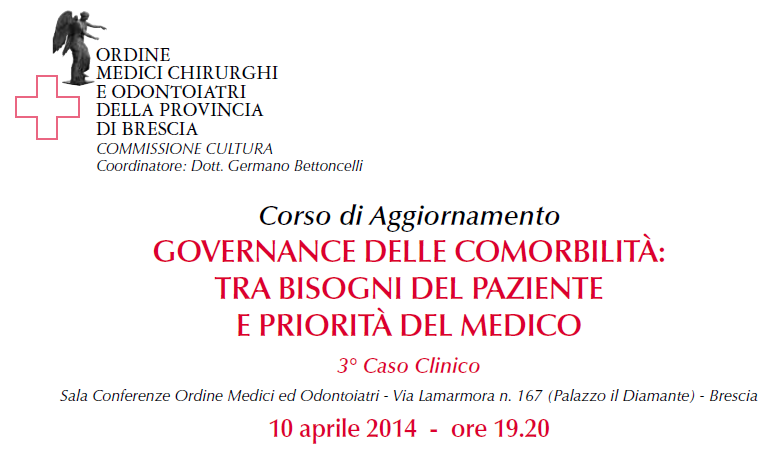 ORDINE
MEDICI CHIRURGHI
E ODONTOIATRI
DELLA PROVINCIA
DI BRESCIA
COMMISSIONE CULTURA
Coordinatore: Dott. Germano Bettoncelli
Corso di Aggiornamento
GOVERNANCE DELLE COMORBILITÀ:
TRA BISOGNI DEL PAZIENTE
E PRIORITÀ DEL MEDICO
3° Caso Clinico
Sala Conferenze Ordine Medici ed Odontoiatri - Via Lamarmora n. 167 (Palazzo il Diamante) - Brescia
10 aprile 2014 - ore 19.20